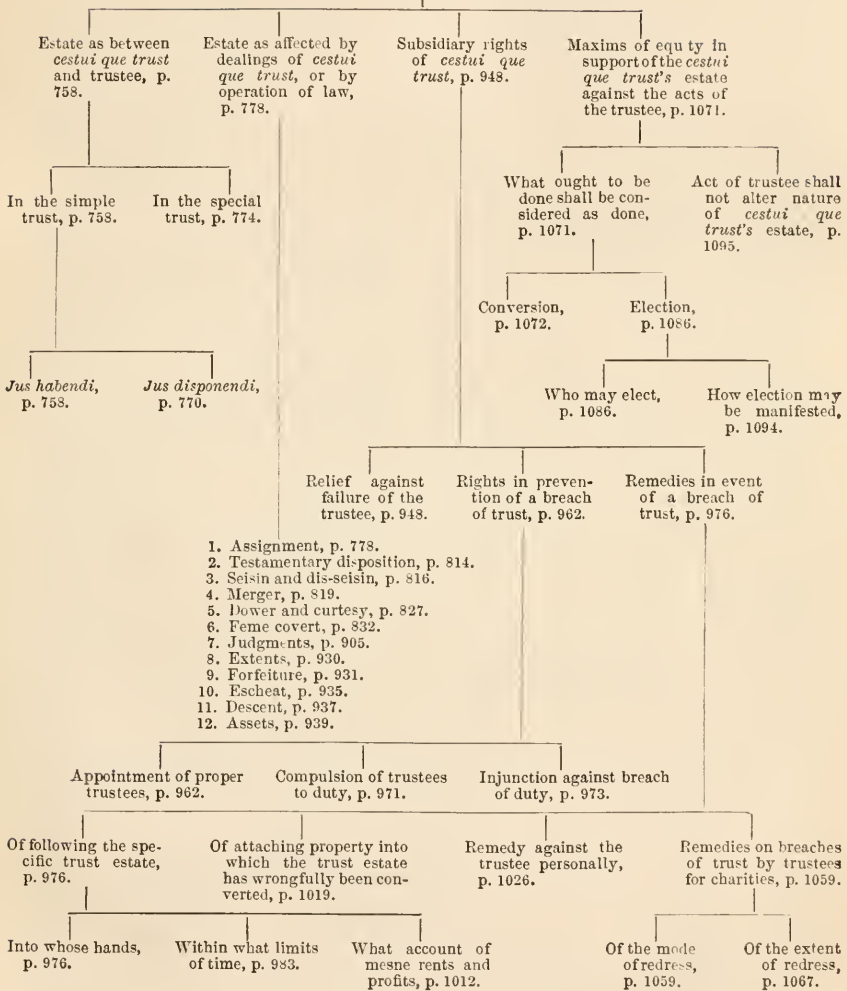 Estate as between
cestui que trust
and trustee, p.
758.
Estate as affected by
dealings of cestui
que trust, or by
operation of law,
p. 778.
Subsidiary rights
of cestui que
trust, p. 948.
Maxims of equ ty in
support of the cestui
que trust's estate
against the acts of
the trustee, p. 1071.
In the simple
trust, p. 758.
In the special
trust, p. 774.
What ought to be
done shall be con-
sidered as done,
p. 1071.
Act of trustee shall
not alter nature
of cestui que
trust's estate, p.
1095.
Conversion,
p. 1072.
Election,
p. 1086.
Jus habendi,
p. 758.
Jus disponendi,
p. 770.
Who may elect,
p. 1086.
How election may
be manifested,
p. 1094.
Relief against
failure of the
trustee, p. 948.
Rights in preven-
tion of a breach
of trust, p. 962.
Remedies in event
of a breach of
trust, p. 976.
1. Assignment, p. 778.
2. Testamentary disposition, p. 814.
3. Seisin and dis-seisin, p. 816.
4. Merger, p. 819.
5. Dower and curtesy, p. 827.
6. Feme covert, p. 832.
7. Judgments, p. 905.
8. Extents, p. 930.
9. Forfeiture, p. 931.
10. Escheat, p. 935.
11. Descent, p. 937.
12. Assets, p. 939.
Appointment of proper
trustees, p. 962.
Compulsion of trustees
to duty, p. 971.
Injunction against breach
of duty, p. 973.
Of following the spe-
cific trust estate,
p. 976.
Of attaching property into
which the trust estate
has wrongfully been con-
verted, p. 1019.
Remedy against the
trustee personally,
p. 1026.
Remedies on breaches
of trust by trustees
for charities, p. 1059.
Into whose hands,
p. 976.
Within what limits
of time, p. 983.
What account of
mesne rents and
profits, p. 1012.
Of the mode
of redress,
p. 1059.
Of the extent
of redress,
p. 1067.